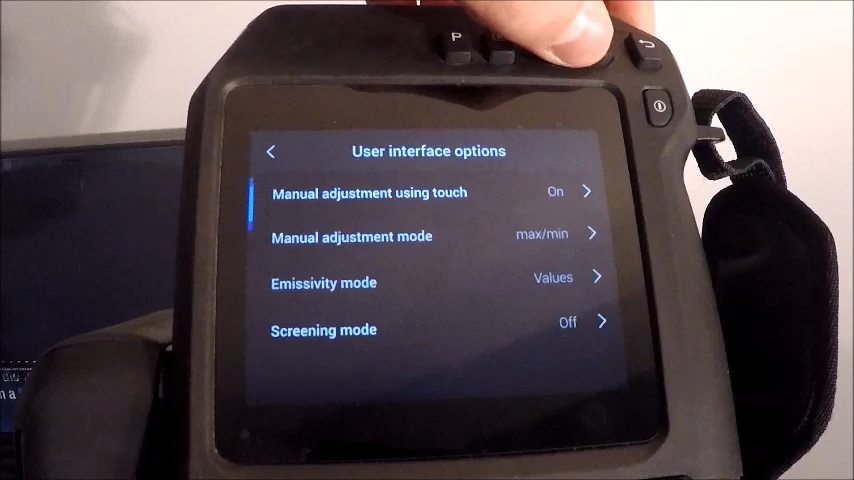 P
User interface options
Manual adjustment using touch On
Manual adjustment mode max/min
Emissivity mode Values
Screening mode Off